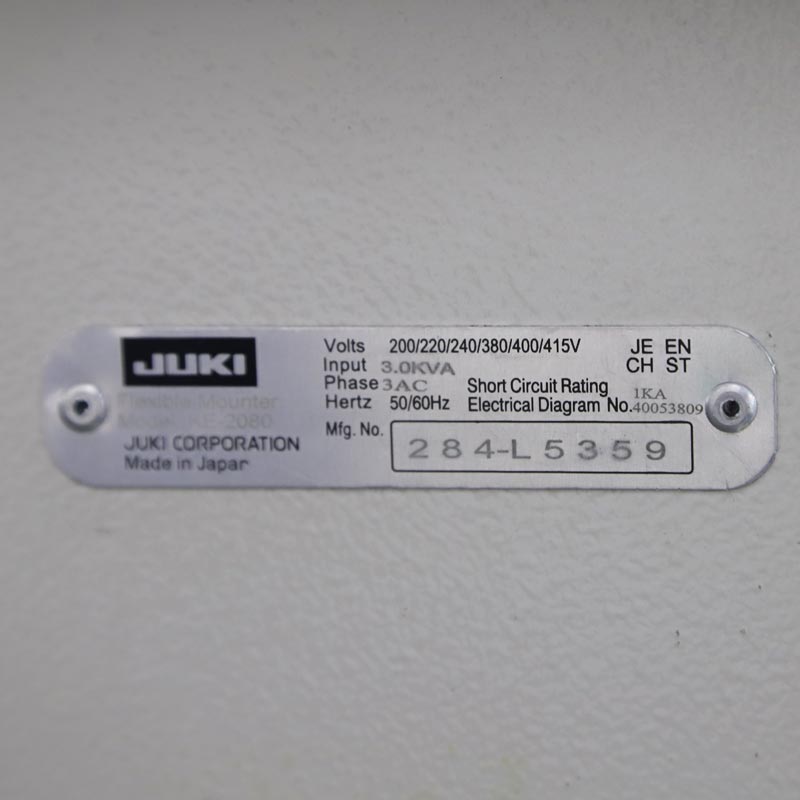 JUKI
Flexible Mounter
Model KE-2080
JUKI CORPORATION
Made in Japan
Volts 200/220/240/380/400/415V JE EN
Input 3.0KVA CH ST
Phase 3AC Short Circuit Rating 1KA
Hertz 50/60Hz Electrical Diagram No. 40053809
Mfg. No. 284-L5359